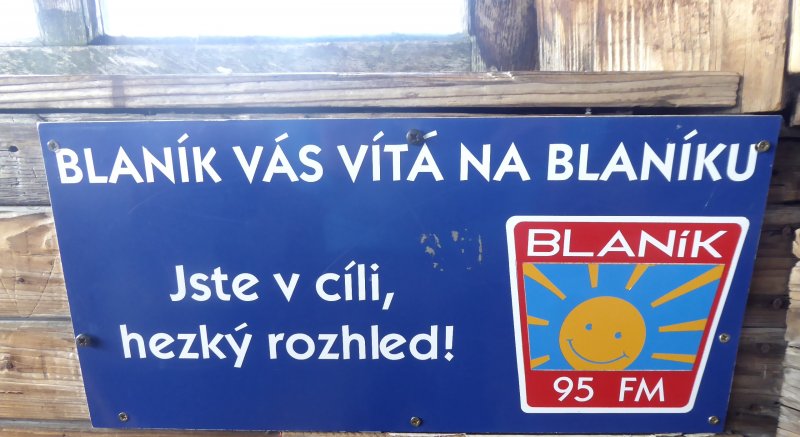 BLANÍK VÁS VÍTÁ NA BLANÍKU
Jste v cíli,
hezký rozhled!
BLANíK
95 FM